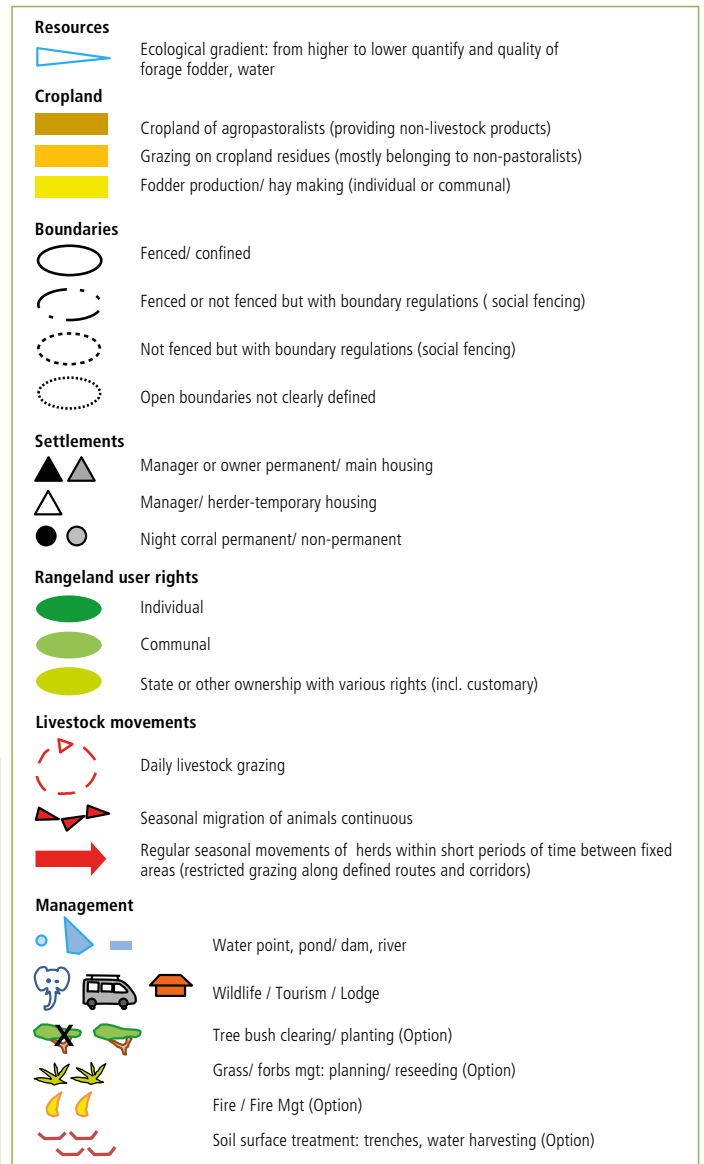 Resources
Ecological gradient: from higher to lower quantify and quality of
forage fodder, water
Cropland
Cropland of agropastoralists (providing non-livestock products)
Grazing on cropland residues (mostly belonging to non-pastoralists)
Fodder production/ hay making (individual or communal)
Boundaries
Fenced/ confined
Fenced or not fenced but with boundary regulations ( social fencing)
Not fenced but with boundary regulations (social fencing)
Open boundaries not clearly defined
Settlements
Manager or owner permanent/ main housing
Manager/ herder-temporary housing
Night corral permanent/ non-permanent
Rangeland user rights
Individual
Communal
State or other ownership with various rights (incl. customary)
Livestock movements
Daily livestock grazing
Seasonal migration of animals continuous
Regular seasonal movements of herds within short periods of time between fixed
areas (restricted grazing along defined routes and corridors)
Management
Water point, pond/ dam, river
Wildlife / Tourism / Lodge
X
Tree bush clearing/ planting (Option)
Grass/ forbs mgt: planning/ reseeding (Option)
Fire / Fire Mgt (Option)
Soil surface treatment: trenches, water harvesting (Option)